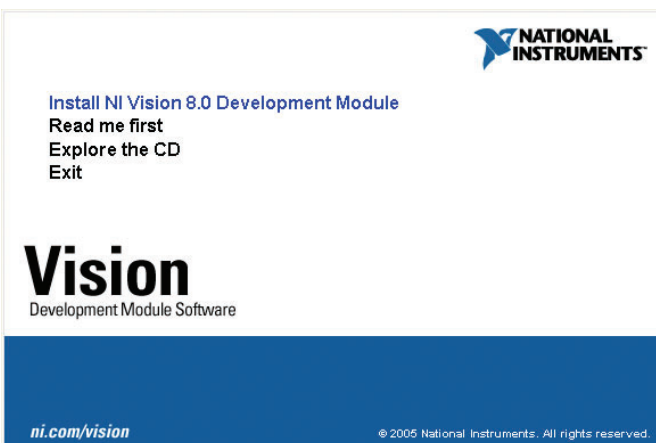 NATIONAL
INSTRUMENTS
Install NI Vision 8.0 Development Module
Read me first
Explore the CD
Exit
Vision
Development Module Software
ni.com/vision
© 2005 National Instruments. All rights reserved.